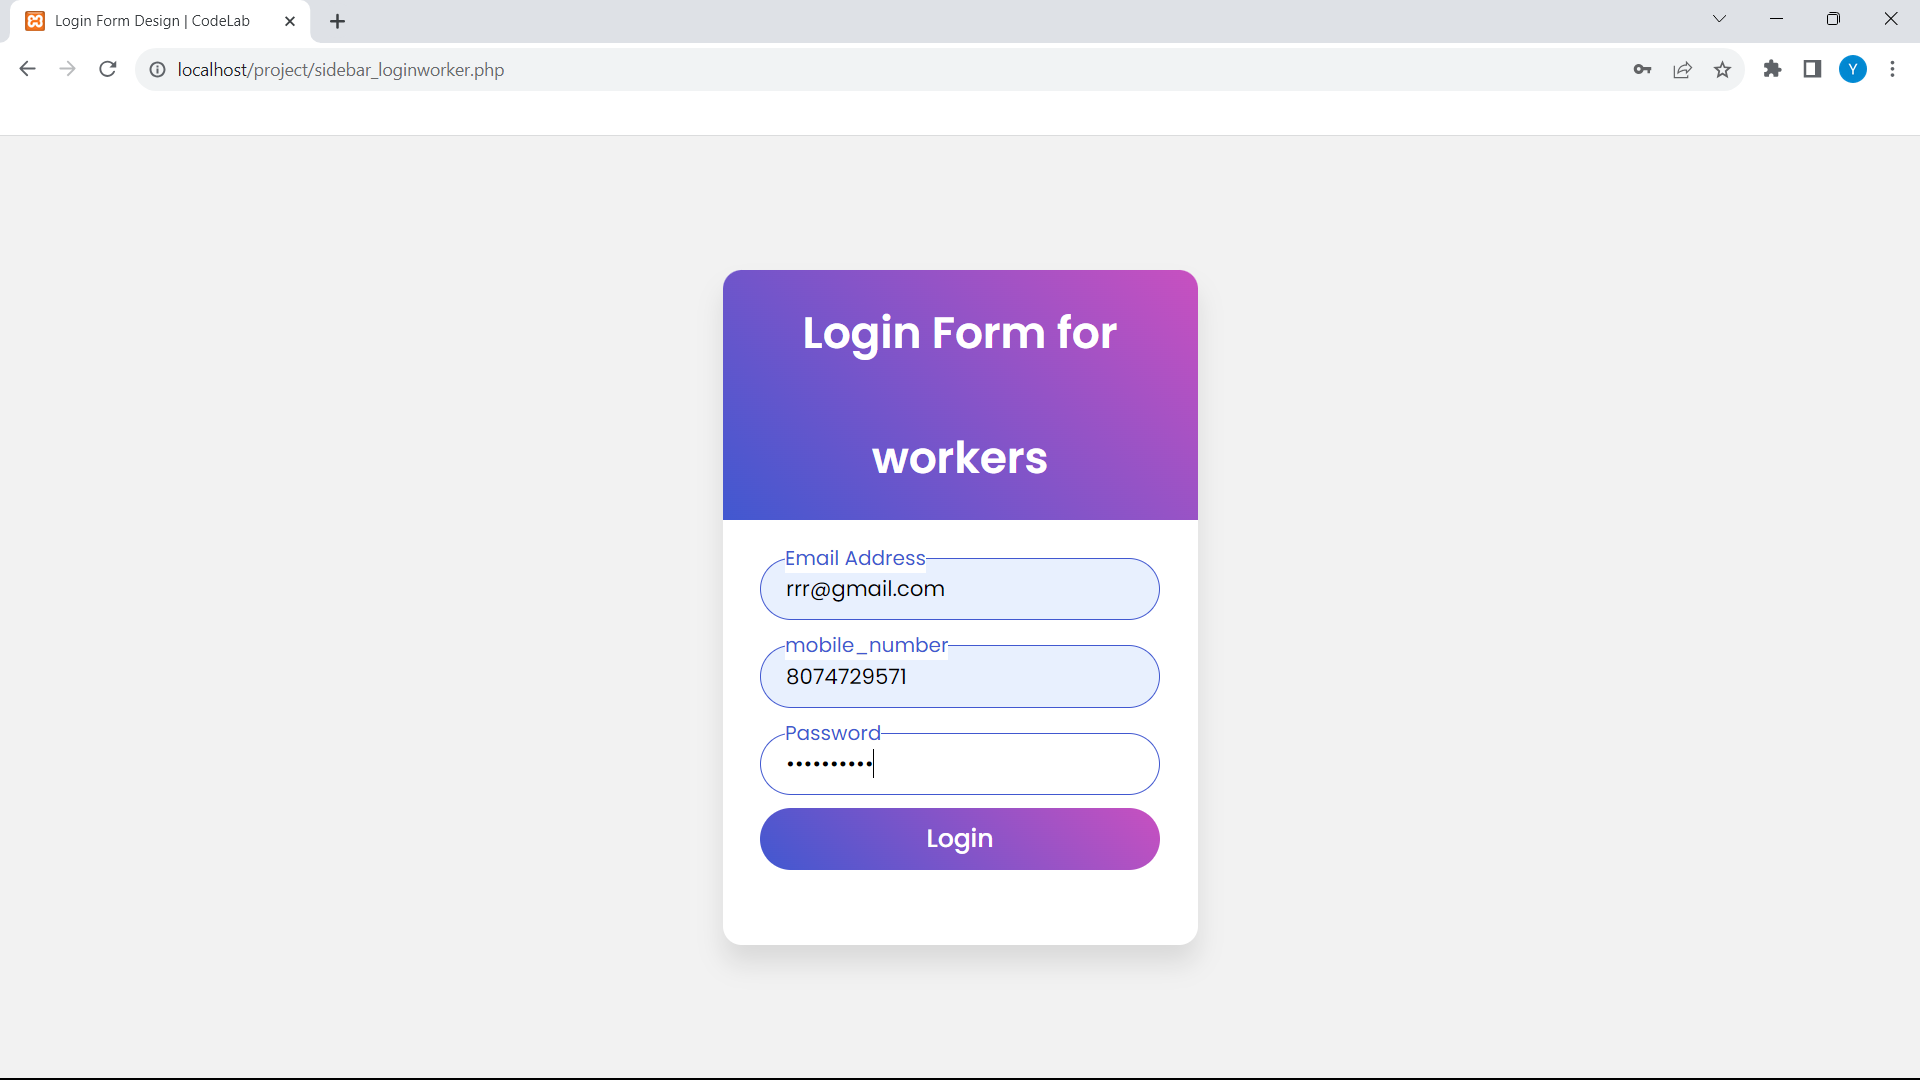 Login Form Design | CodeLab
localhost/project/sidebar_loginworker.php
Y
Login Form for
workers
Email Address
rrr@gmail.com
mobile_number
8074729571
Password
••••••••••
Login